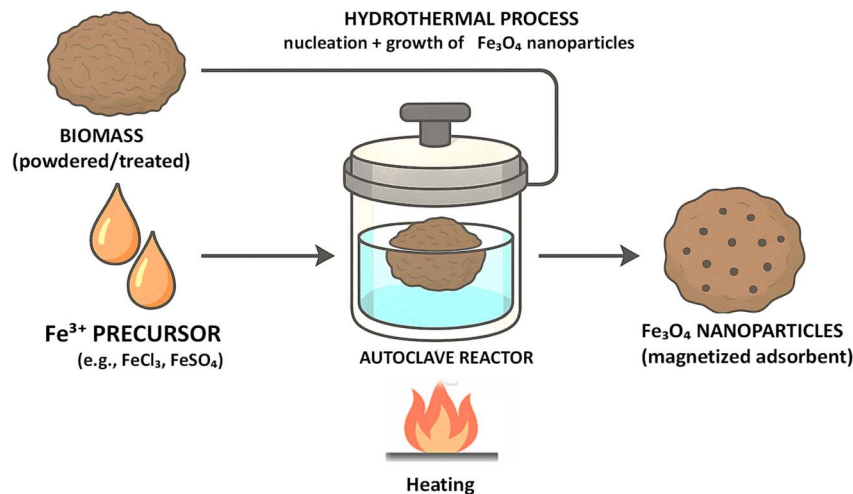 HYDROTHERMAL PROCESS
nucleation + growth of Fe₃O₄ nanoparticles
BIOMASS
(powdered/treated)
Fe³⁺ PRECURSOR
(e.g., FeCl₃, FeSO₄)
AUTOCLAVE REACTOR
Heating
Fe₃O₄ NANOPARTICLES
(magnetized adsorbent)